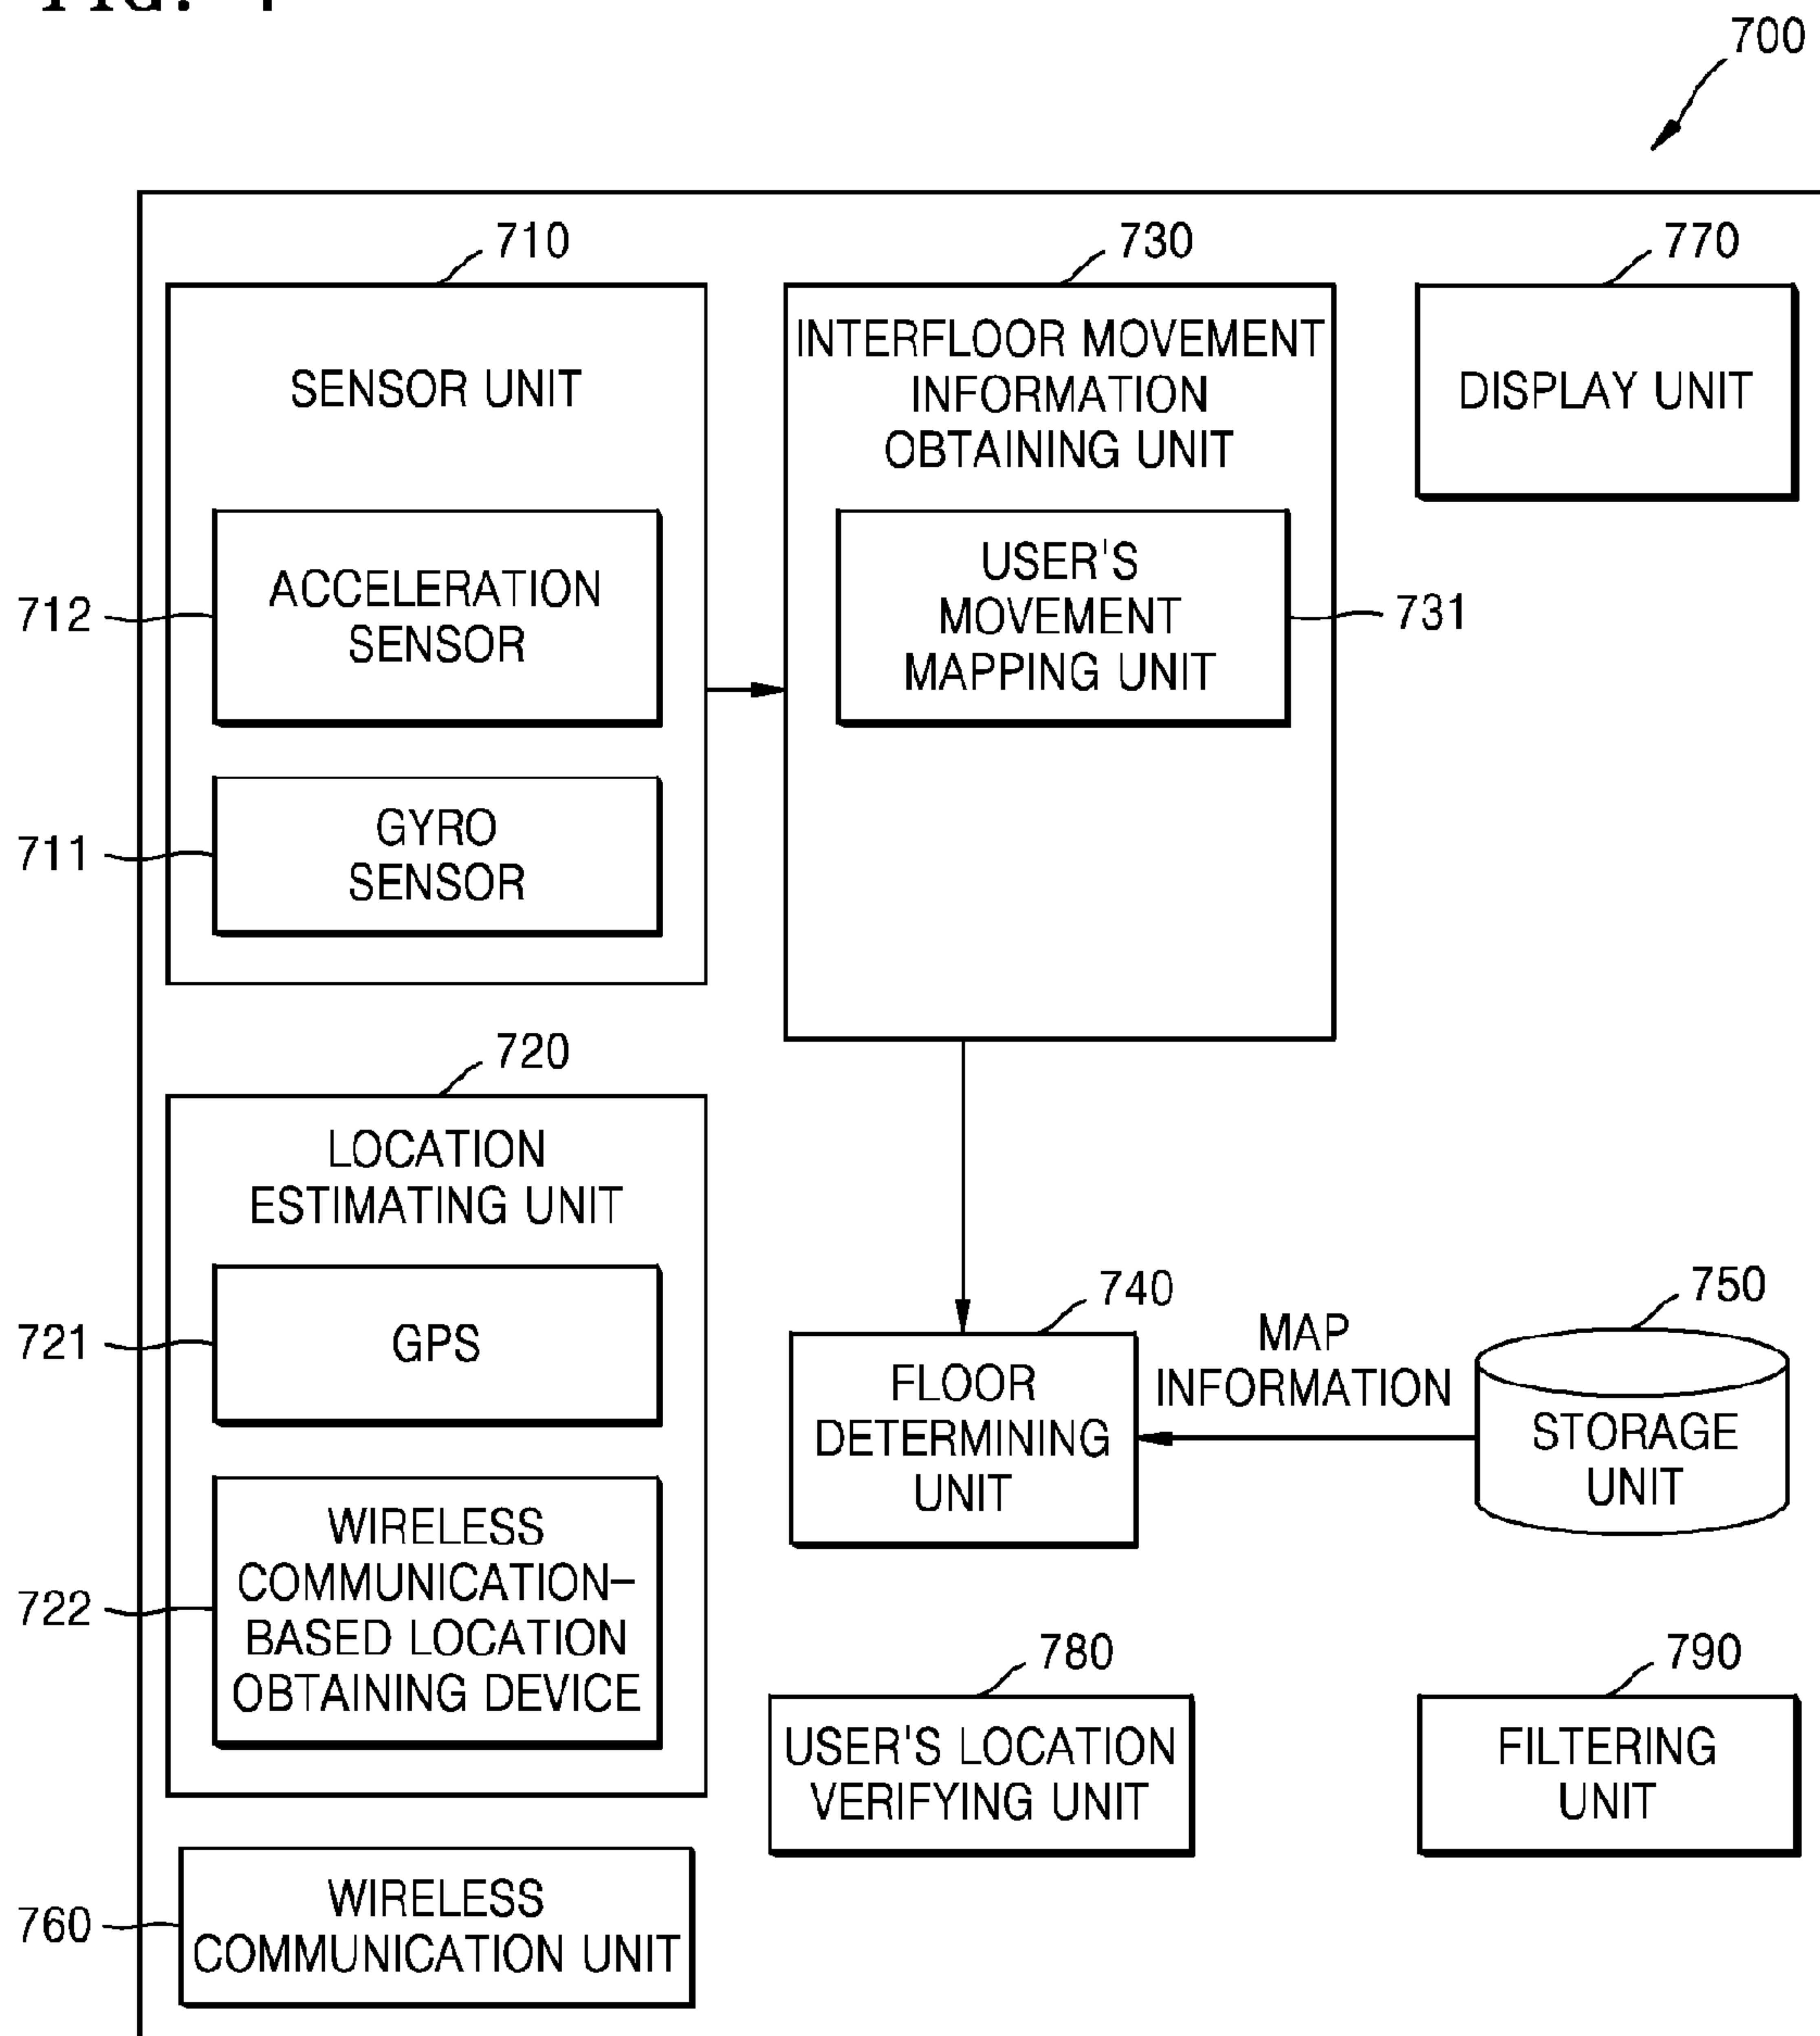 FIG.
700
710
730
770
SENSOR UNIT
INTERFLOOR MOVEMENT
INFORMATION
OBTAINING UNIT
DISPLAY UNIT
712
ACCELERATION
SENSOR
USER'S
MOVEMENT
MAPPING UNIT
731
711
GYRO
SENSOR
720
LOCATION
ESTIMATING UNIT
721
GPS
740
750
FLOOR
DETERMINING
UNIT
MAP
INFORMATION
STORAGE
UNIT
722
WIRELESS
COMMUNICATION-
BASED LOCATION
OBTAINING DEVICE
780
790
USER'S LOCATION
VERIFYING UNIT
FILTERING
UNIT
760
WIRELESS
COMMUNICATION UNIT